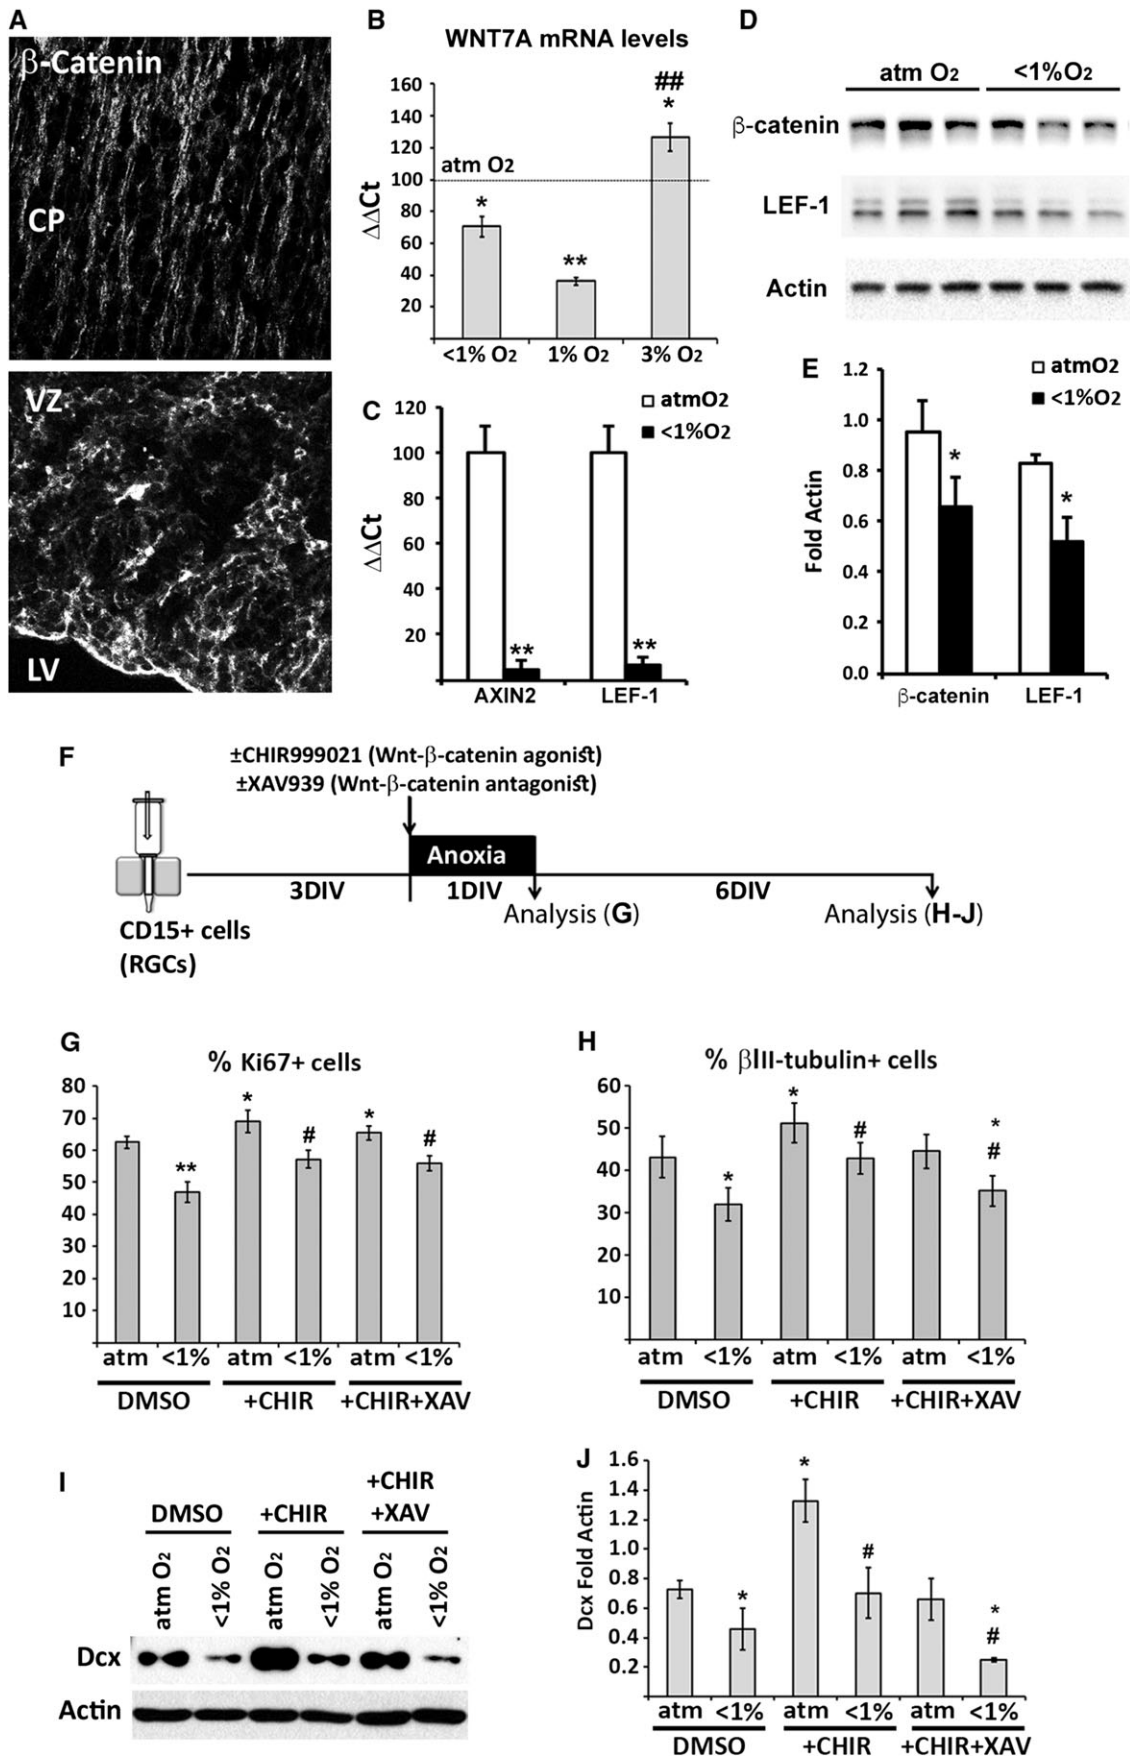 A
β-Catenin
CP
VZ
LV
B
WNT7A mRNA levels
ΔΔCt
160
140
120
100
80
60
40
20
atm O2
*
**
##
*
<1% O2 1% O2 3% O2
C
atmO2
<1%O2
ΔΔCt
120
100
80
60
40
20
**
**
AXIN2 LEF-1
D
atm O2 <1%O2
β-catenin
LEF-1
Actin
E
atmO2
<1%O2
Fold Actin
1.2
1.0
0.8
0.6
0.4
0.2
0.0
*
*
β-catenin LEF-1
F
±CHIR999021 (Wnt-β-catenin agonist)
±XAV939 (Wnt-β-catenin antagonist)
Anoxia
3DIV 1DIV 6DIV
Analysis (G) Analysis (H-J)
CD15+ cells
(RGCs)
G
% Ki67+ cells
80
70
60
50
40
30
20
10
**
*
#
*
#
atm <1% atm <1% atm <1%
DMSO +CHIR +CHIR+XAV
H
% βIII-tubulin+ cells
60
50
40
30
20
10
*
*
#
*
#
atm <1% atm <1% atm <1%
DMSO +CHIR +CHIR+XAV
I
+CHIR
DMSO +CHIR +XAV
atm O2 <1% O2 atm O2 <1% O2 atm O2 <1% O2
Dcx
Actin
J
Dcx Fold Actin
1.6
1.4
1.2
1.0
0.8
0.6
0.4
0.2
*
*
#
*
#
atm <1% atm <1% atm <1%
DMSO +CHIR +CHIR+XAV